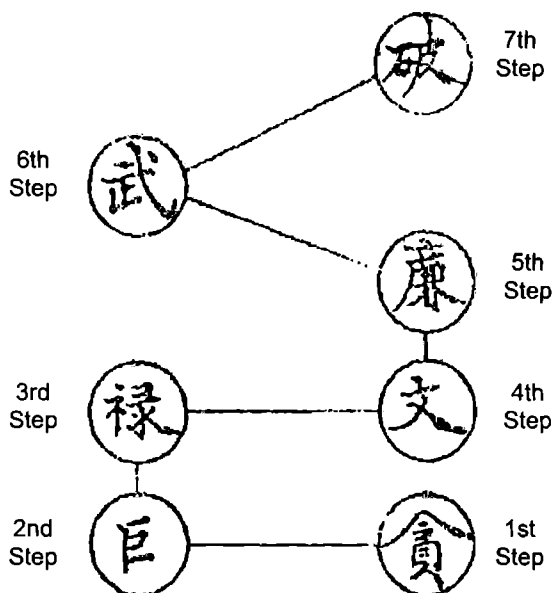 7th
Step
破
6th
Step
武
5th
Step
廉
3rd
Step
禄
4th
Step
文
2nd
Step
巨
1st
Step
貪